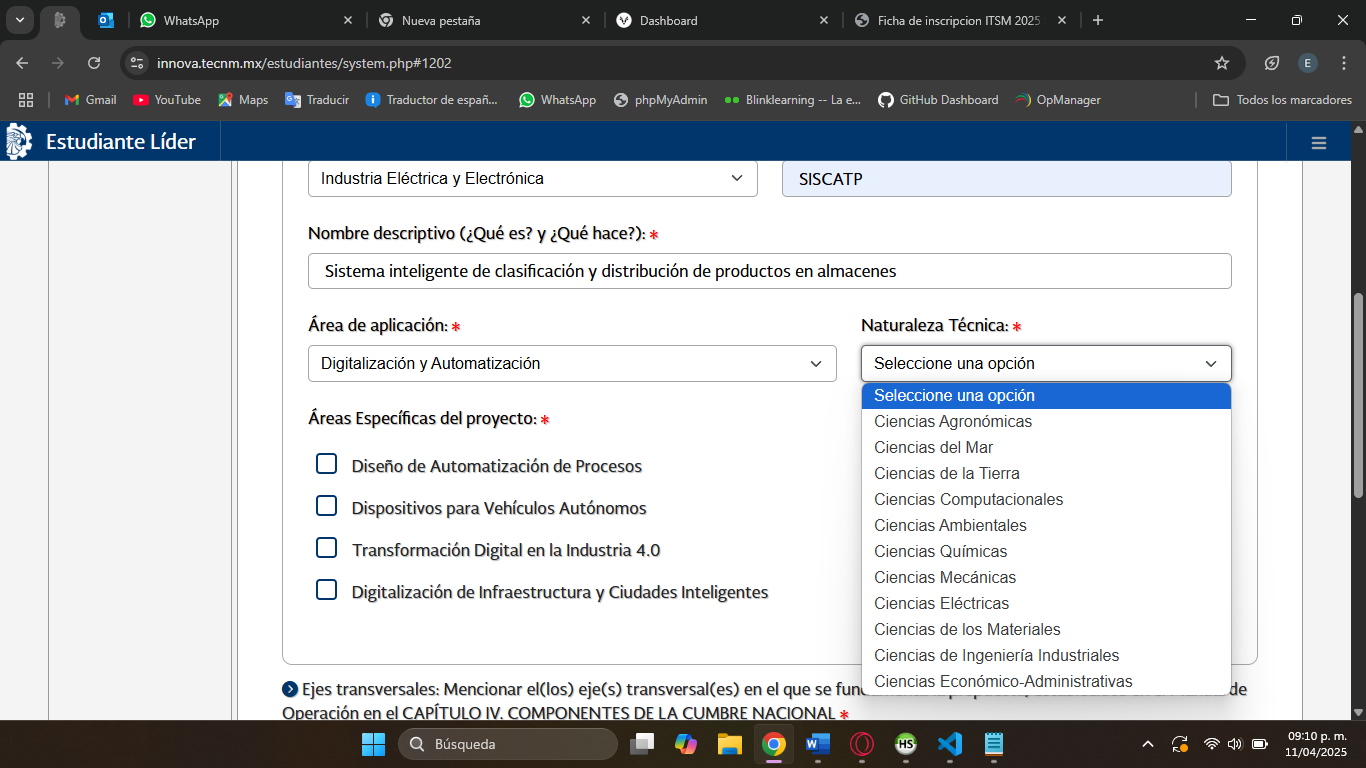 WhatsApp
Nueva pestaña
Dashboard
Ficha de inscripcion ITSM 2025
innova.tecnm.mx/estudiantes/system.php#1202
E
Gmail
YouTube
Maps
Traducir
Traductor de españ...
WhatsApp
phpMyAdmin
Blinklearning -- La e...
GitHub Dashboard
OpManager
Todos los marcadores
Estudiante Líder
Industria Eléctrica y Electrónica
SISCATP
Nombre descriptivo (¿Qué es? y ¿Qué hace?): *
Sistema inteligente de clasificación y distribución de productos en almacenes
Área de aplicación: *
Digitalización y Automatización
Naturaleza Técnica: *
Seleccione una opción
Seleccione una opción
Ciencias Agronómicas
Ciencias del Mar
Ciencias de la Tierra
Ciencias Computacionales
Ciencias Ambientales
Ciencias Químicas
Ciencias Mecánicas
Ciencias Eléctricas
Ciencias de los Materiales
Ciencias de Ingeniería Industriales
Ciencias Económico-Administrativas
Áreas Específicas del proyecto: *
Diseño de Automatización de Procesos
Dispositivos para Vehículos Autónomos
Transformación Digital en la Industria 4.0
Digitalización de Infraestructura y Ciudades Inteligentes
Ejes transversales: Mencionar el(los) eje(s) transversal(es) en el que se de
Operación en el CAPÍTULO IV. COMPONENTES DE LA CUMBRE NACIONAL *
Búsqueda
HS
09:10 p. m.
11/04/2025